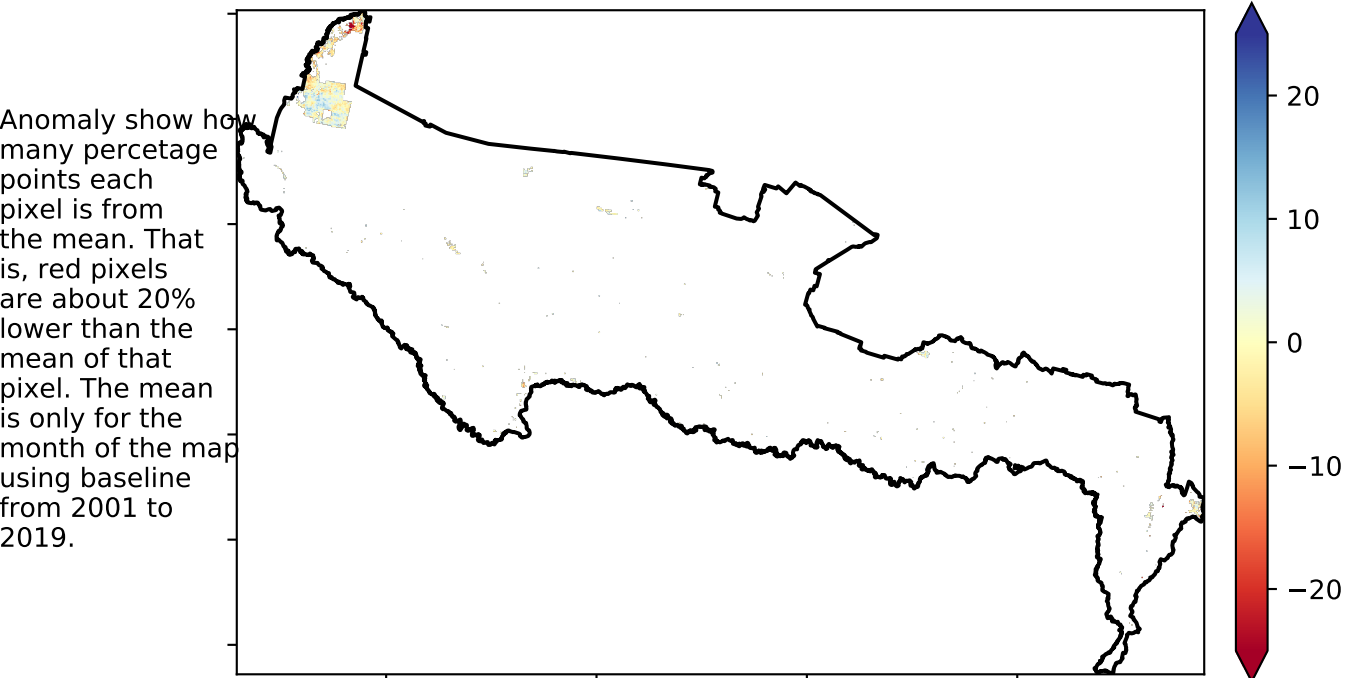 Anomaly show how
many percetage
points each
pixel is from
the mean. That
is, red pixels
are about 20%
lower than the
mean of that
pixel. The mean
is only for the
month of the map
using baseline
from 2001 to
2019.
20
10
0
−10
−20